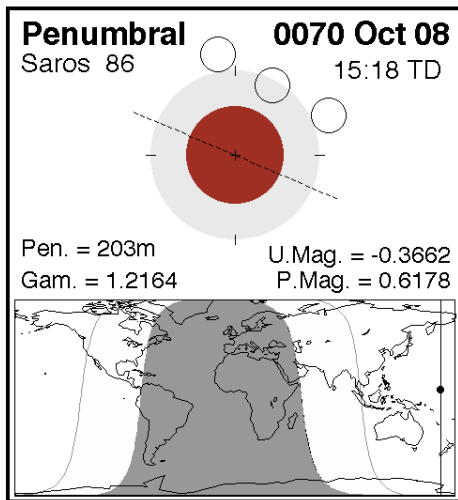 Penumbral 0070 Oct 08
Saros 86 15:18 TD
Pen. = 203m U.Mag. = -0.3662
Gam. = 1.2164 P.Mag. = 0.6178